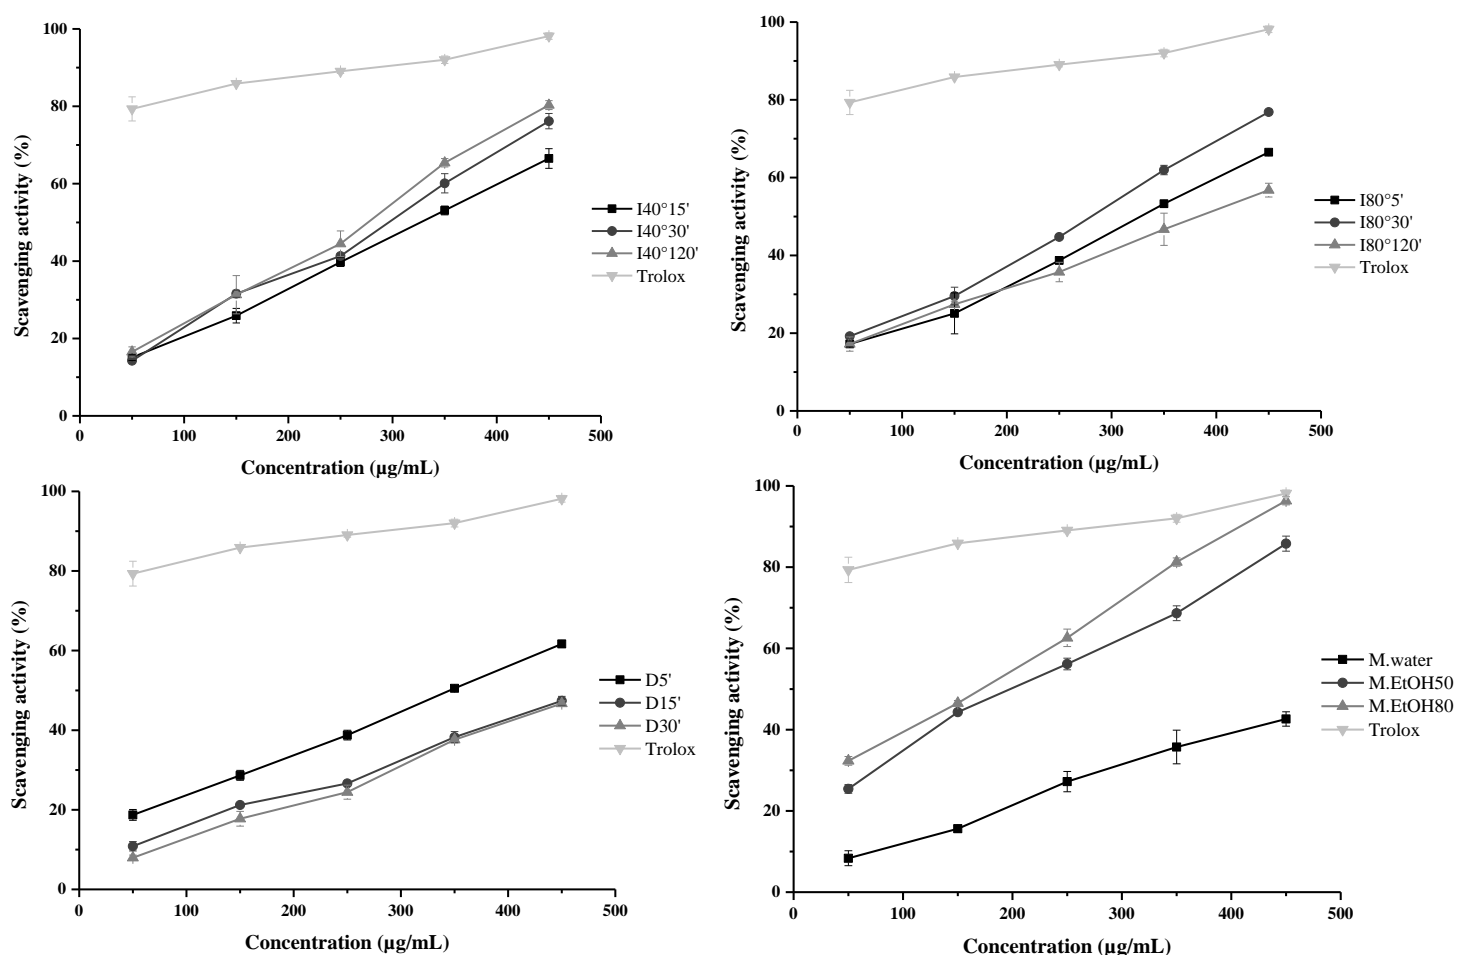 100
80
60
40
20
0
0
100
200
300
400
500
Scavenging activity (%)
Concentration (µg/mL)
I40°15'
I40°30'
I40°120'
Trolox
100
80
60
40
20
0
0
100
200
300
400
500
Scavenging activity (%)
Concentration (µg/mL)
I80°5'
I80°30'
I80°120'
Trolox
100
80
60
40
20
0
0
100
200
300
400
500
Scavenging activity (%)
Concentration (µg/mL)
D5'
D15'
D30'
Trolox
100
80
60
40
20
0
0
100
200
300
400
500
Scavenging activity (%)
Concentration (µg/mL)
M.water
M.EtOH50
M.EtOH80
Trolox